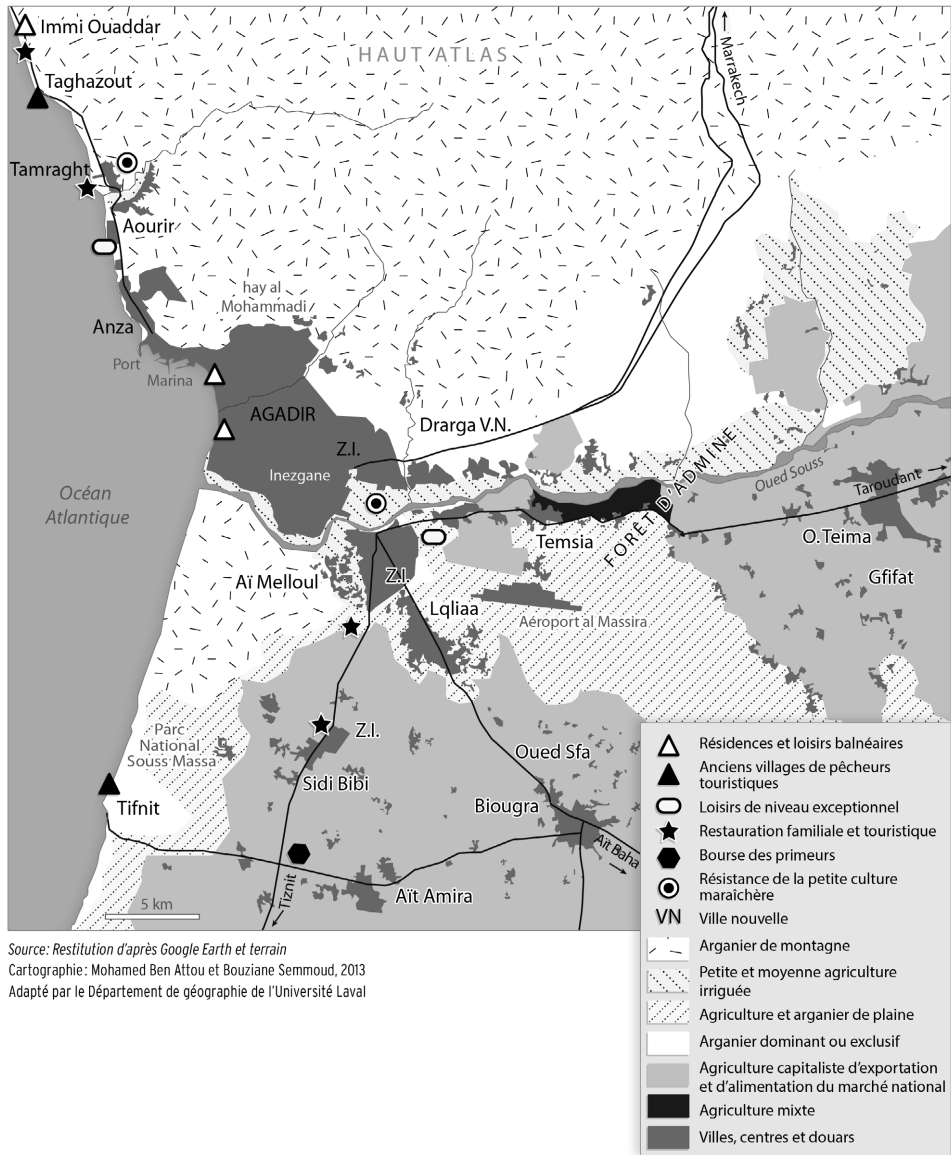 Immi Ouaddar
HAUT ATLAS
Marrakech
Taghazout
Tamraght
Aourir
hay al
Mohammadi
Anza
Port
Marina
AGADIR
Drarga V.N.
Z.I.
Inezgane
FORÊT D'ADMINE
Oued Souss
Taroudant
Océan
Atlantique
O.Teima
Temsia
Aï Melloul
Z.I.
Gfifat
Lqliaa
Aéroport al Massira
Parc
National
Souss Massa
Z.I.
Oued Sfa
Sidi Bibi
Tifnit
Biougra
Aït Baha
Tiznit
Aït Amira
5 km
Résidences et loisirs balnéaires
Anciens villages de pêcheurs
touristiques
Loisirs de niveau exceptionnel
Restauration familiale et touristique
Bourse des primeurs
Résistance de la petite culture
maraîchère
VN Ville nouvelle
Arganier de montagne
Petite et moyenne agriculture
irriguée
Agriculture et arganier de plaine
Arganier dominant ou exclusif
Agriculture capitaliste d'exportation
et d'alimentation du marché national
Agriculture mixte
Villes, centres et douars
Source: Restitution d'après Google Earth et terrain
Cartographie: Mohamed Ben Attou et Bouziane Semmoud, 2013
Adapté par le Département de géographie de l'Université Laval